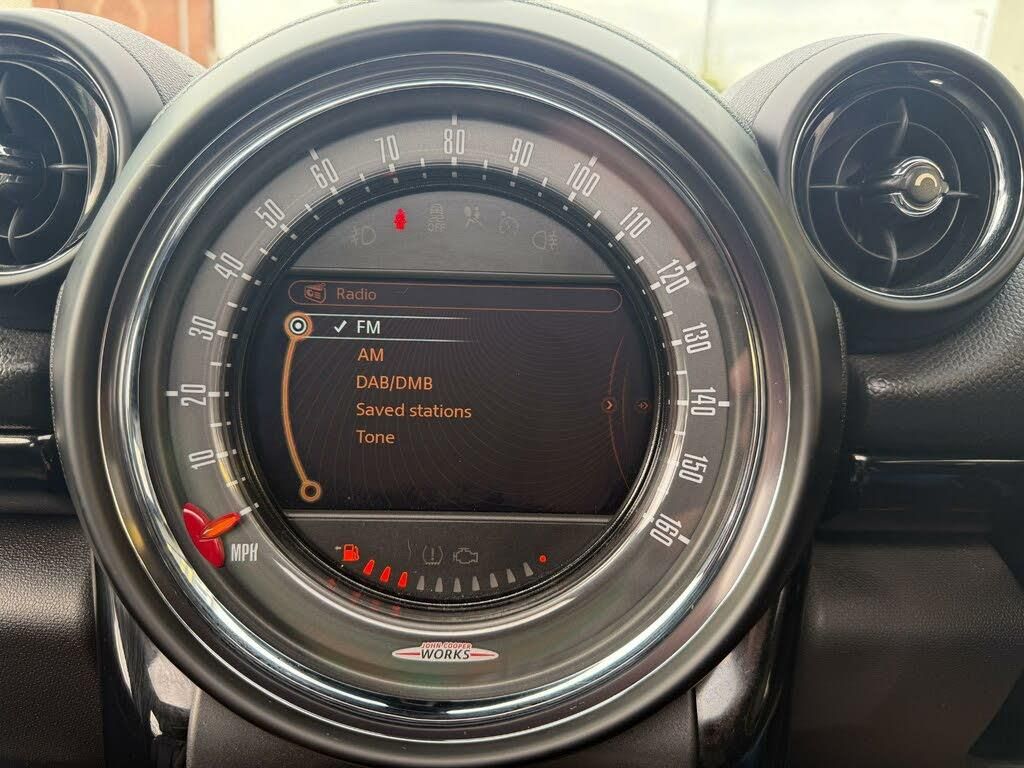 10
20
30
40
50
60
70
80
90
100
110
120
130
140
150
160
MPH
OFF
Radio
FM
AM
DAB/DMB
Saved stations
Tone
JOHN COOPER
WORKS